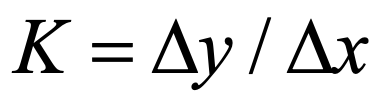 K = Δy / Δx